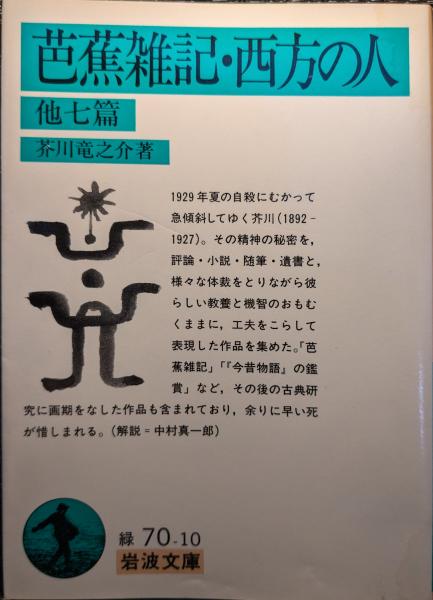 芭蕉雑記・西方の人
他七篇
芥川竜之介著
1929年夏の自殺にむかって
急傾斜してゆく芥川(1892-
1927)。その精神の秘密を,
評論・小説・随筆・遺書と,
様々な体裁をとりながら彼
らしい教養と機智のおもむ
くままに,工夫をこらして
表現した作品を集めた。「芭
蕉雑記」「『今昔物語』の鑑
賞」など,その後の古典研
究に画期をなした作品も含まれており,余りに早い死
が惜しまれる。(解説=中村真一郎)
緑 70-10
岩波文庫